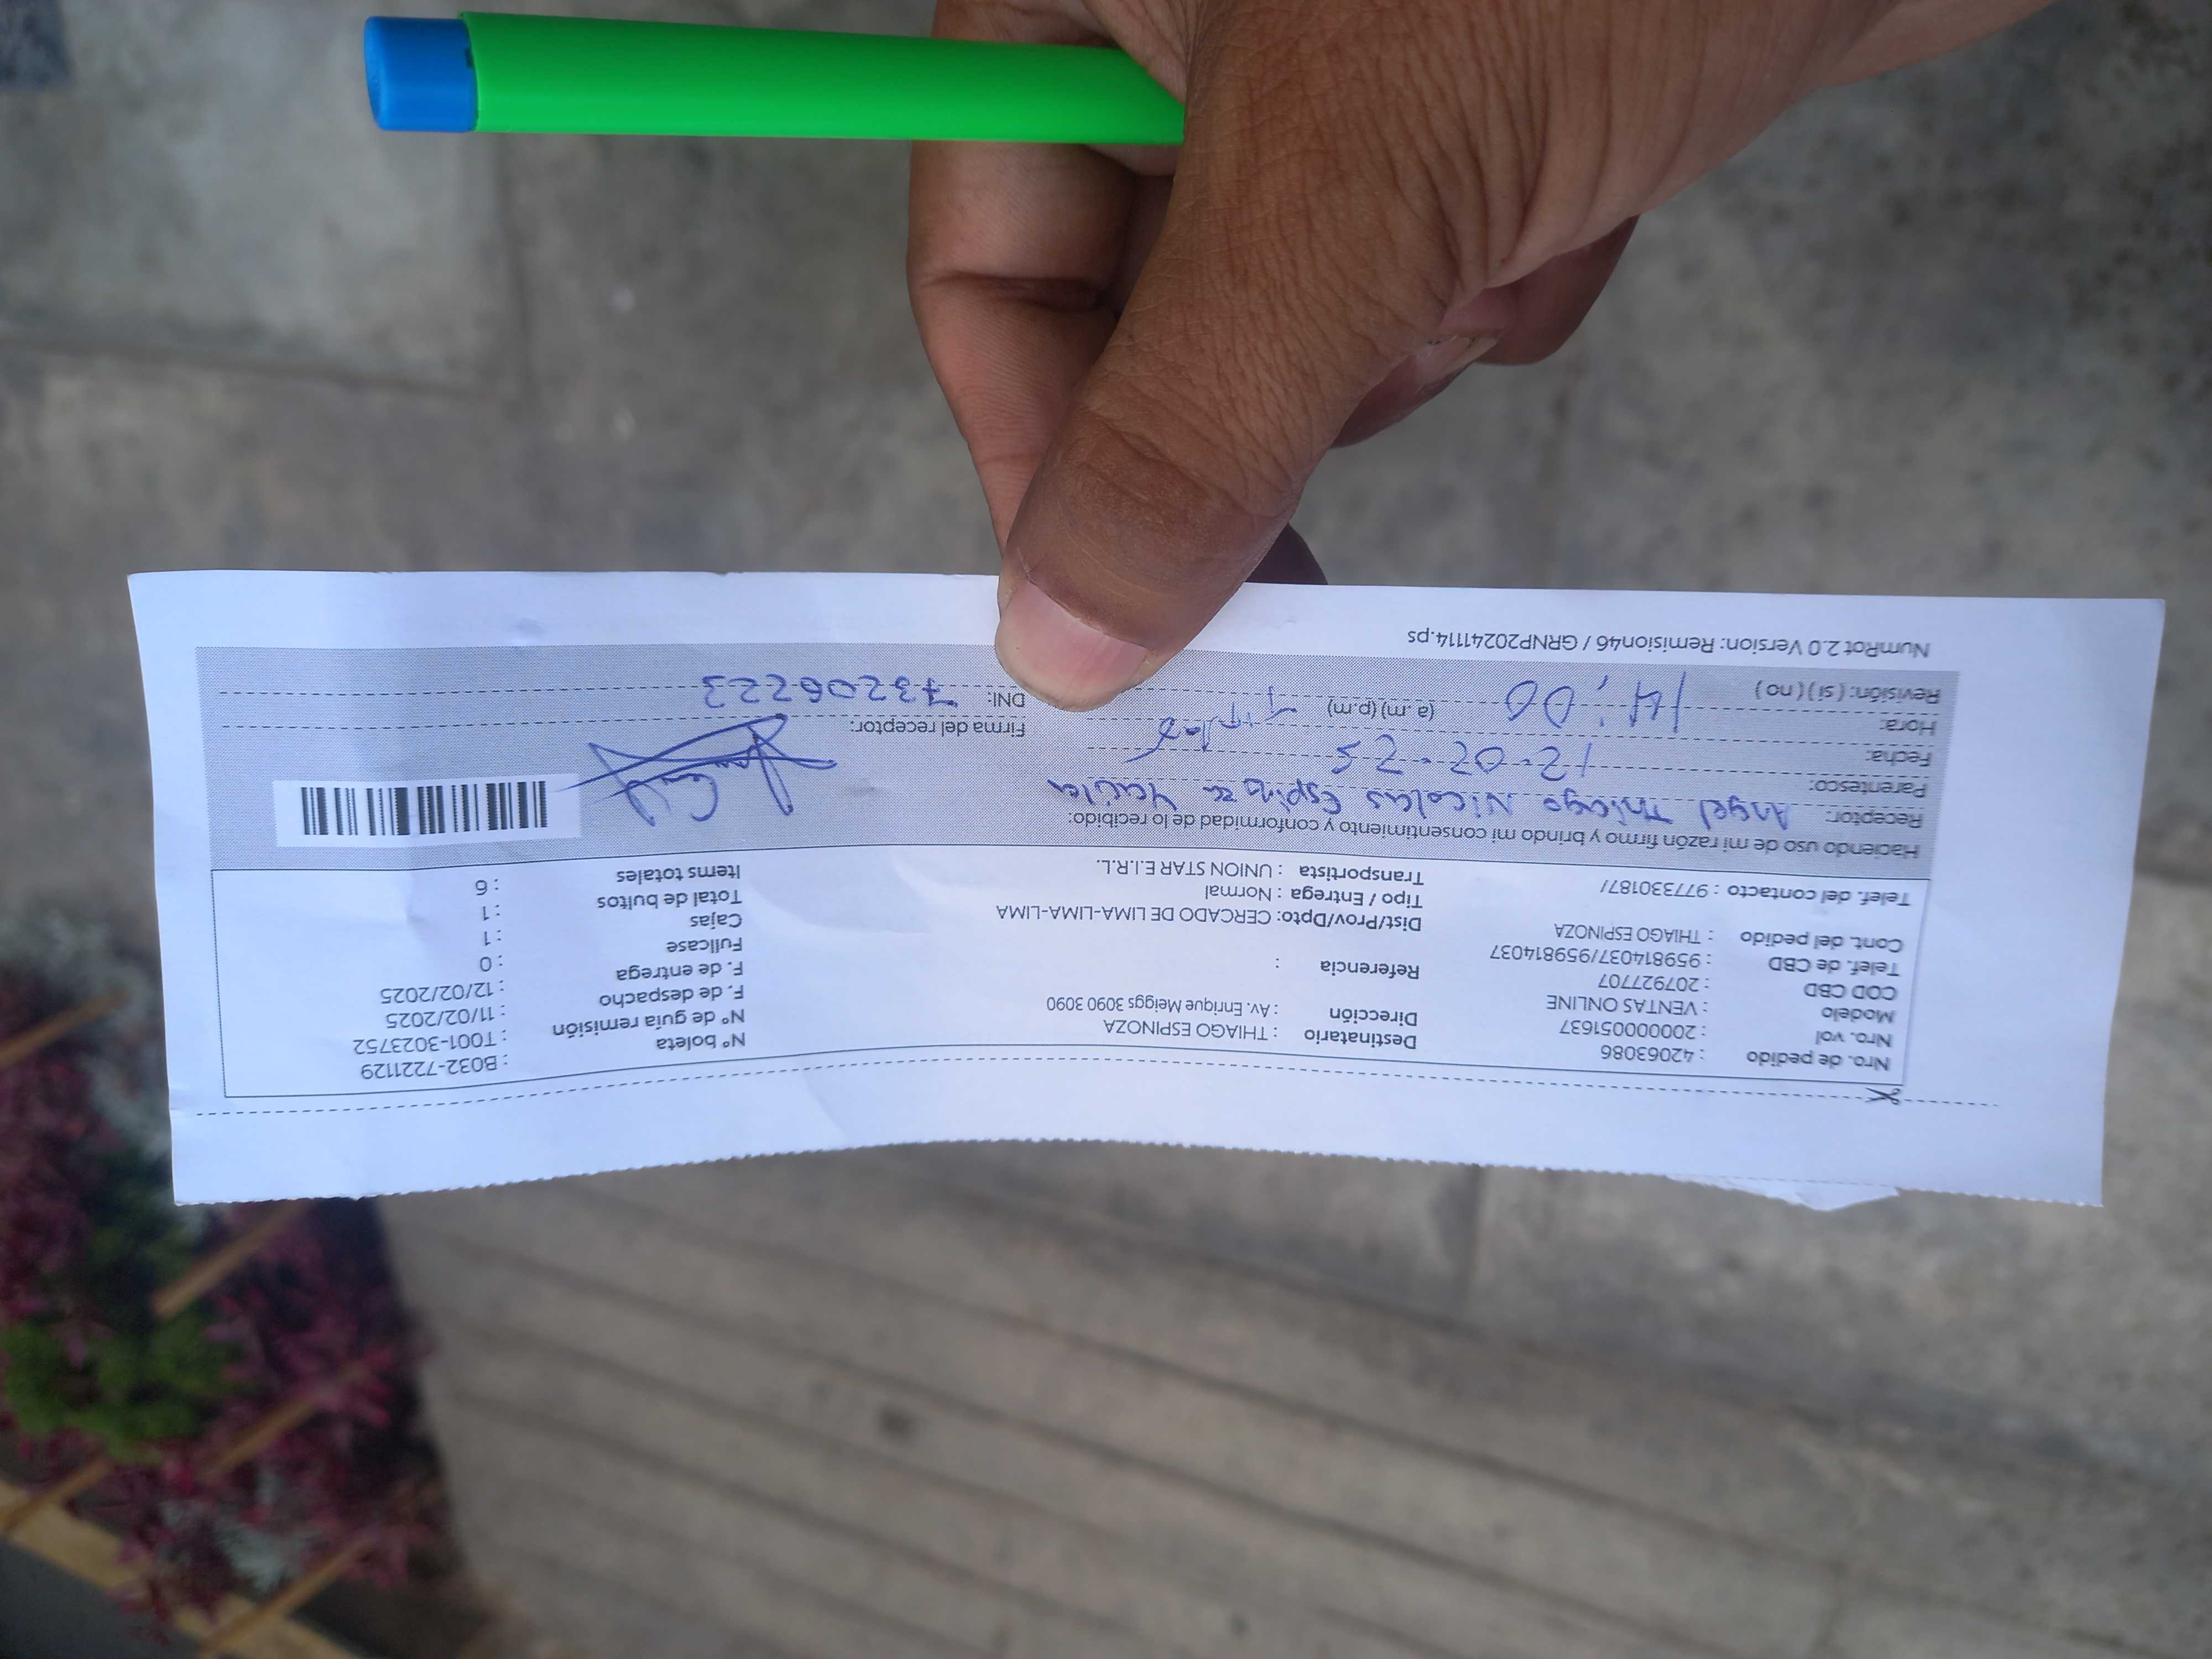 Nro. de pedido : 42063086
Nro. vol : 20000051637
Modelo : VENTAS ONLINE
COD CBD : 207927707
Telef. de CBD : 959814037/959814037
Cont. del pedido : THIAGO ESPINOZA
Telef. del contacto : 977330187/
Destinatario : THIAGO ESPINOZA
Dirección : Av. Enrique Meiggs 3090 3090
Referencia :
Dist/Prov/Dpto: CERCADO DE LIMA-LIMA-LIMA
Tipo / Entrega : Normal
Transportista : UNION STAR E.I.R.L.
Nº boleta : B032-7221129
Nº de guía remisión : T001-3023752
F. de despacho : 11/02/2025
F. de entrega : 12/02/2025
Fullcase : 0
Cajas : 1
Total de bultos : 1
Items totales : 6
Haciendo uso de mi razón firmo y brindo mi consentimiento y conformidad de lo recibido:
Receptor: Angel Thiago Nicolas Espinoza
Parentesco:
Fecha: 12-02-25
Hora: 14:00 (a.m) (p.m)
Revisión: ( si ) ( no )
Firma del receptor:
DNI: 73206223
NumRot 2.0 Version: Remision46 / GRNP20241114.ps